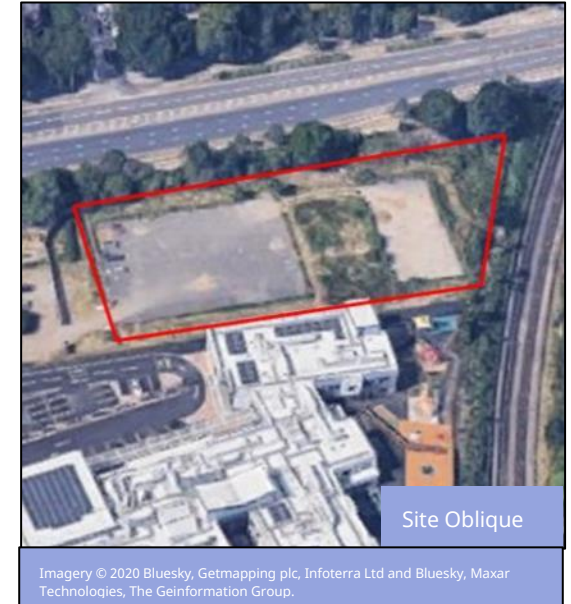 Site Oblique
Imagery © 2020 Bluesky, Getmapping plc, Infoterra Ltd and Bluesky, Maxar
Technologies, The Geinformation Group.